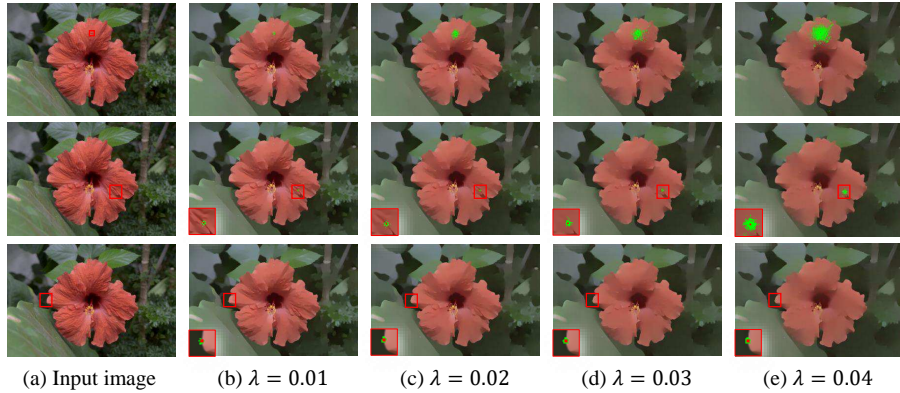 (a) Input image
(b) λ = 0.01
(c) λ = 0.02
(d) λ = 0.03
(e) λ = 0.04